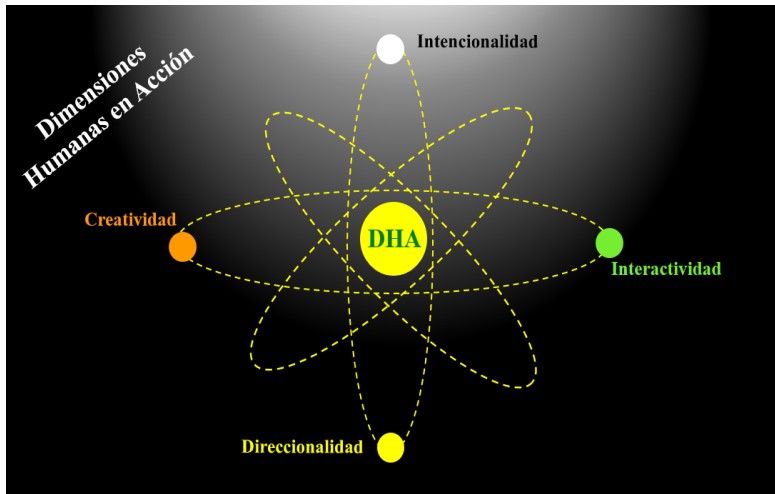 Dimensiones
Humanas en Acción
Intencionalidad
Creatividad
DHA
Interactividad
Direccionalidad